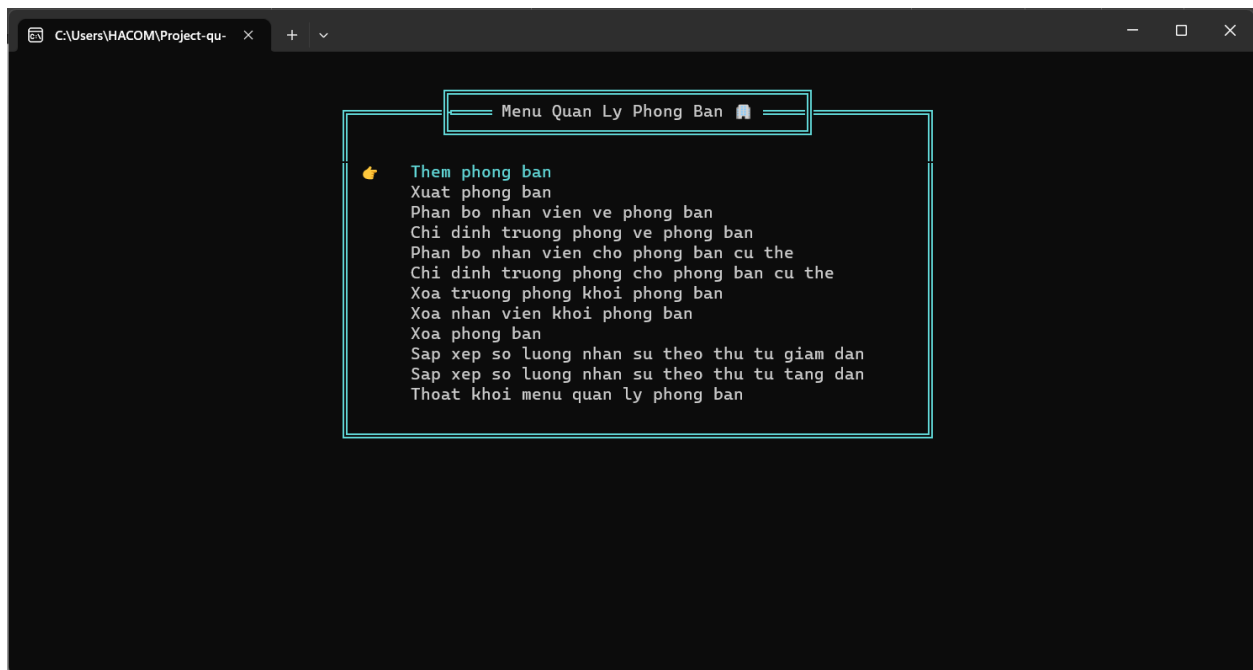 C:\Users\HACOM\Project-qu-
Menu Quan Ly Phong Ban 🏢
👉 Them phong ban
Xuat phong ban
Phan bo nhan vien ve phong ban
Chi dinh truong phong ve phong ban
Phan bo nhan vien cho phong ban cu the
Chi dinh truong phong cho phong ban cu the
Xoa truong phong khoi phong ban
Xoa nhan vien khoi phong ban
Xoa phong ban
Sap xep so luong nhan su theo thu tu giam dan
Sap xep so luong nhan su theo thu tu tang dan
Thoat khoi menu quan ly phong ban